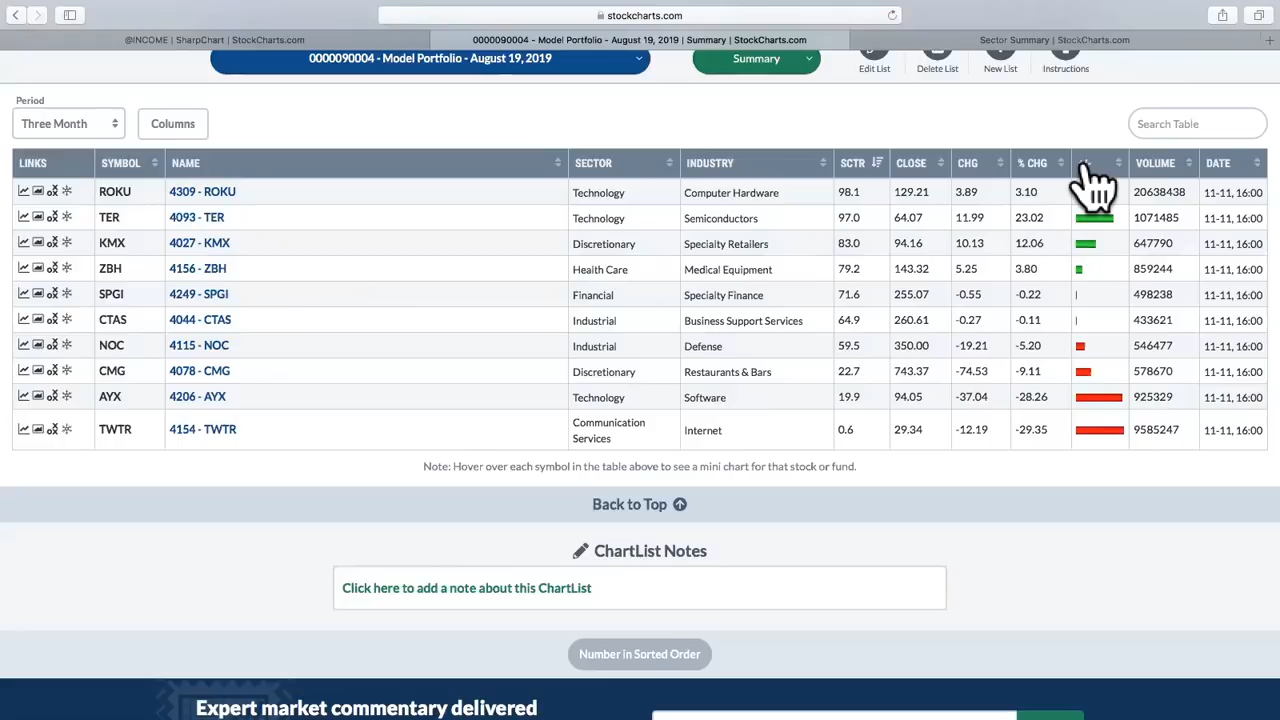 stockcharts.com
@INCOME | SharpChart | StockCharts.com
0000090004 - Model Portfolio - August 19, 2019 | Summary | StockCharts.com
Sector Summary | StockCharts.com
0000090004 - Model Portfolio - August 19, 2019
Summary
Edit List
Delete List
New List
Instructions
Period
Three Month
Columns
Search Table
LINKS SYMBOL NAME SECTOR INDUSTRY SCTR CLOSE CHG % CHG VOLUME DATE
ROKU 4309 - ROKU Technology Computer Hardware 98.1 129.21 3.89 3.10 20638438 11-11, 16:00
TER 4093 - TER Technology Semiconductors 97.0 64.07 11.99 23.02 1071485 11-11, 16:00
KMX 4027 - KMX Discretionary Specialty Retailers 83.0 94.16 10.13 12.06 647790 11-11, 16:00
ZBH 4156 - ZBH Health Care Medical Equipment 79.2 143.32 5.25 3.80 859244 11-11, 16:00
SPGI 4249 - SPGI Financial Specialty Finance 71.6 255.07 -0.55 -0.22 498238 11-11, 16:00
CTAS 4044 - CTAS Industrial Business Support Services 64.9 260.61 -0.27 -0.11 433621 11-11, 16:00
NOC 4115 - NOC Industrial Defense 59.5 350.00 -19.21 -5.20 546477 11-11, 16:00
CMG 4078 - CMG Discretionary Restaurants & Bars 22.7 743.37 -74.53 -9.11 578670 11-11, 16:00
AYX 4206 - AYX Technology Software 19.9 94.05 -37.04 -28.26 925329 11-11, 16:00
TWTR 4154 - TWTR Communication Services Internet 0.6 29.34 -12.19 -29.35 9585247 11-11, 16:00
Note: Hover over each symbol in the table above to see a mini chart for that stock or fund.
Back to Top
ChartList Notes
Click here to add a note about this ChartList
Number in Sorted Order
Expert market commentary delivered